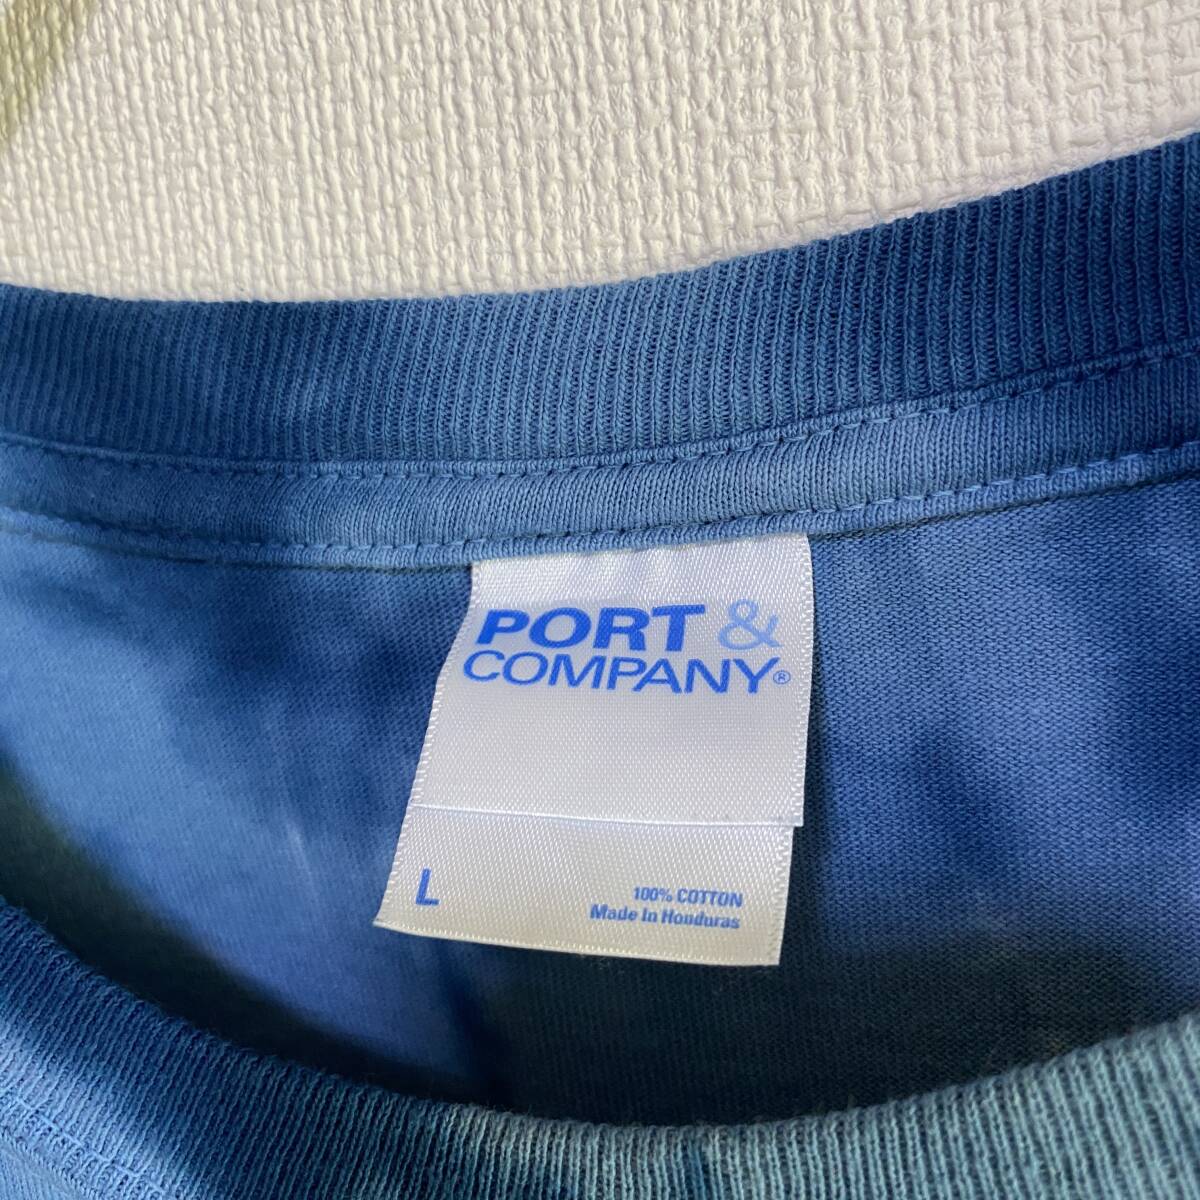 PORT &
COMPANY®
L
100% COTTON
Made In Honduras